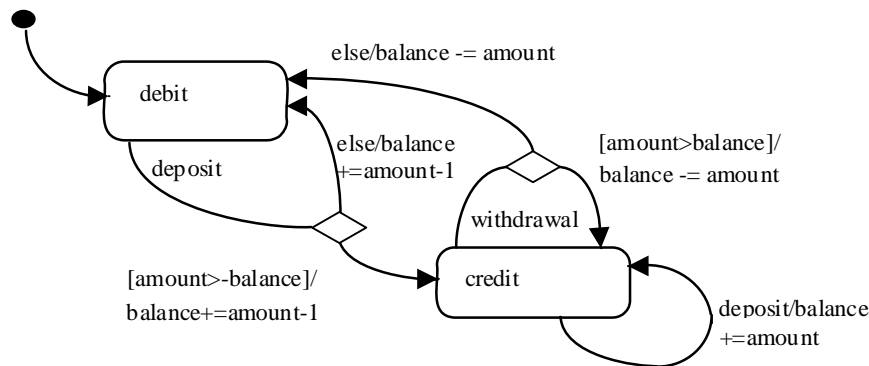 else/balance -= amount
debit
else/balance
+=amount-1
[amount>balance]/
balance -= amount
deposit
withdrawal
[amount>-balance]/
balance+=amount-1
credit
deposit/balance
+=amount